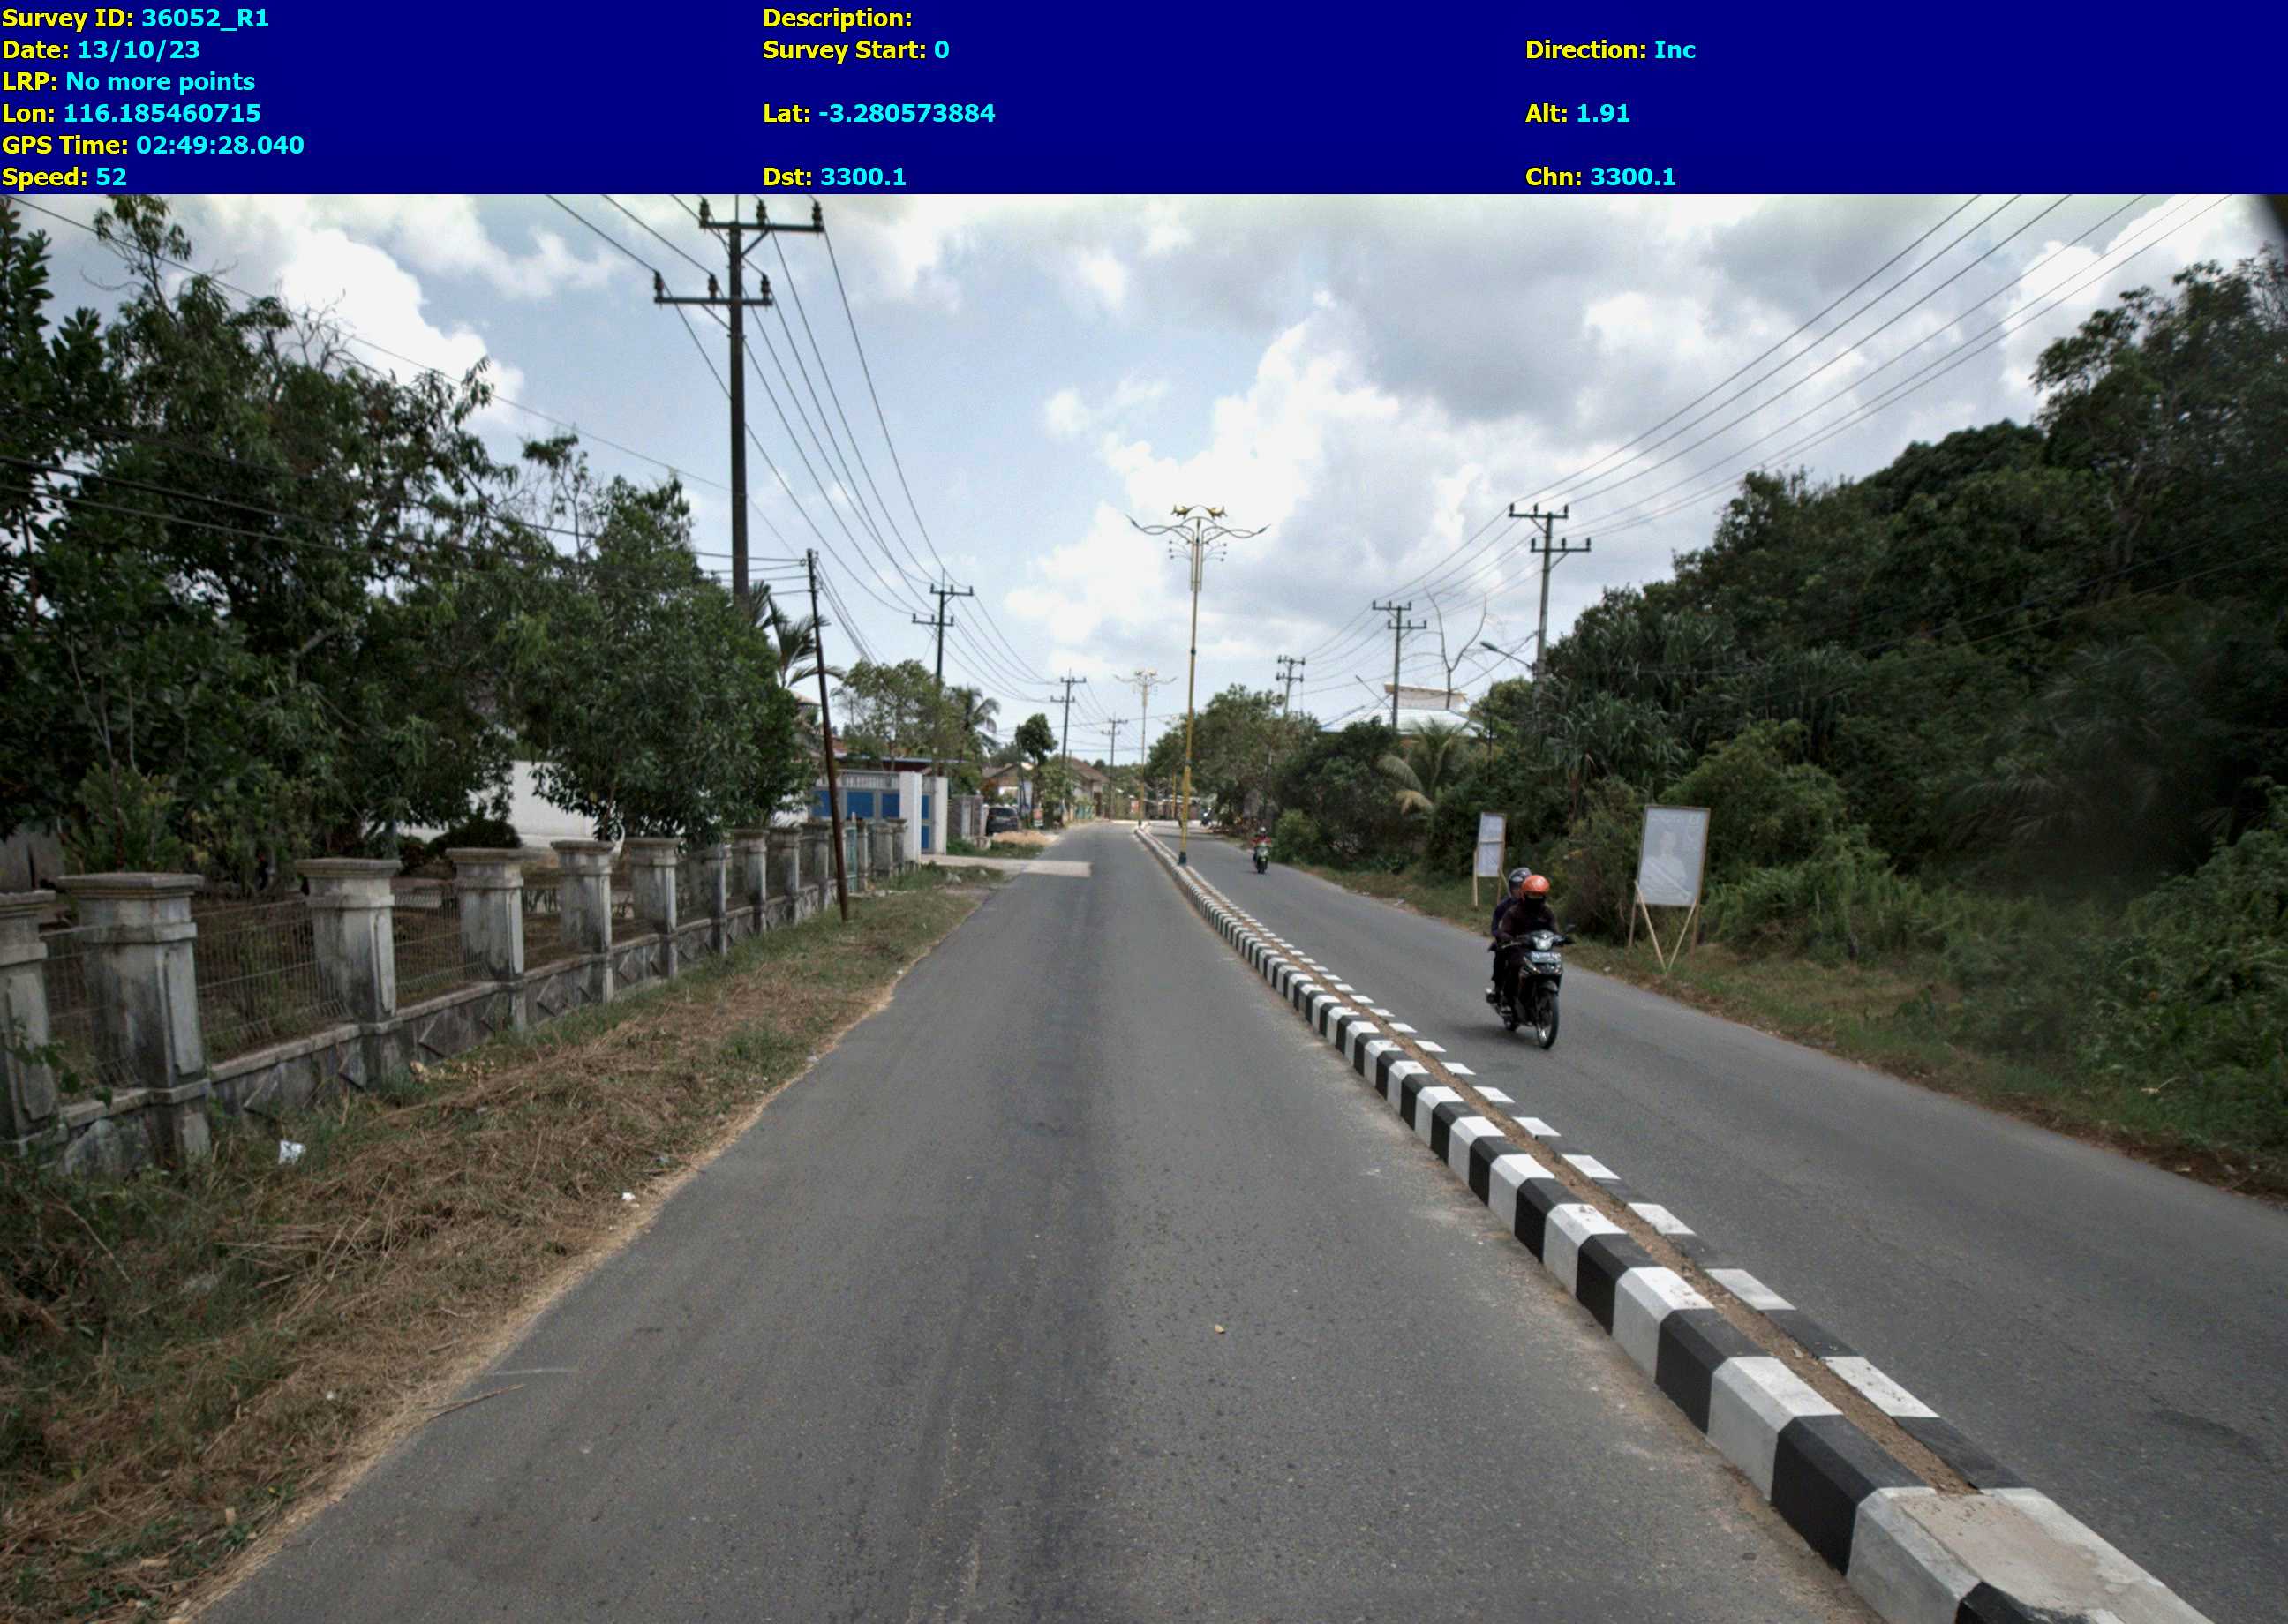 Survey ID: 36052_R1
Description:
Date: 13/10/23
Survey Start: 0
Direction: Inc
LRP: No more points
Lon: 116.185460715
Lat: -3.280573884
Alt: 1.91
GPS Time: 02:49:28.040
Speed: 52
Dst: 3300.1
Chn: 3300.1